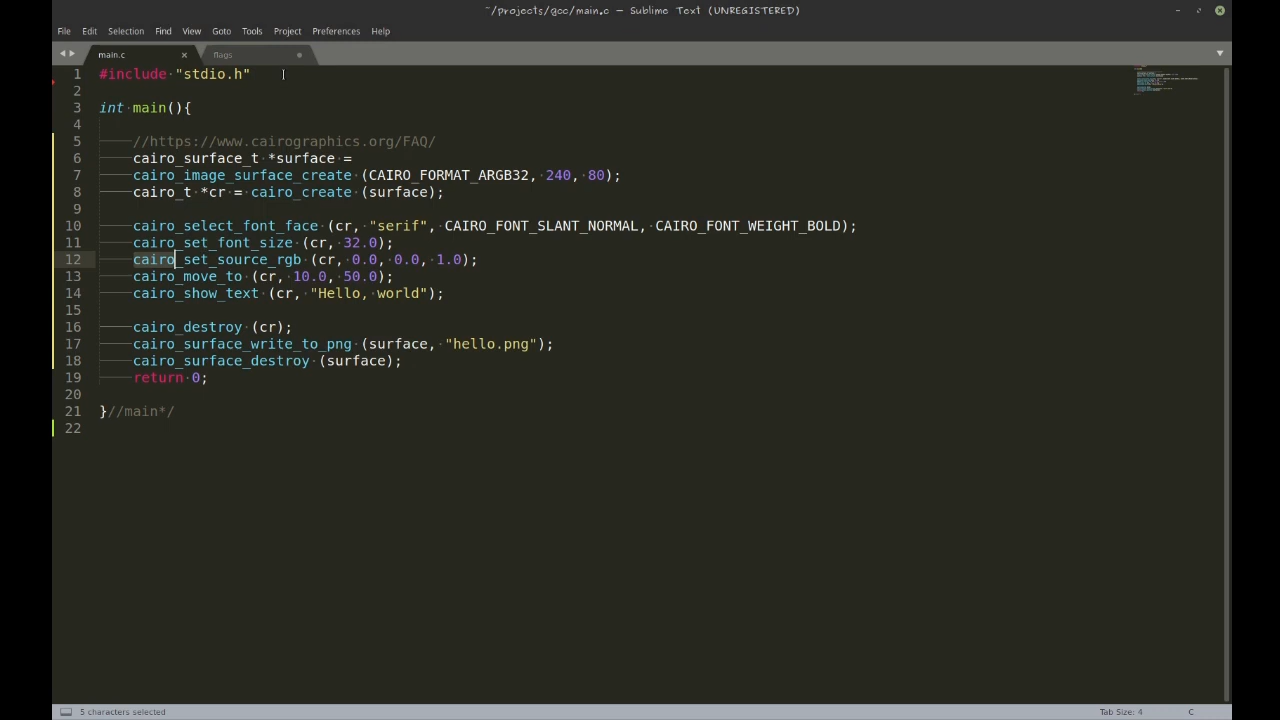 ~/projects/gcc/main.c — Sublime Text (UNREGISTERED)
File Edit Selection Find View Goto Tools Project Preferences Help
main.c flags
1 #include "stdio.h"
2
3 int main(){
4
5 //https://www.cairographics.org/FAQ/
6 cairo_surface_t *surface =
7 cairo_image_surface_create (CAIRO_FORMAT_ARGB32, 240, 80);
8 cairo_t *cr = cairo_create (surface);
9
10 cairo_select_font_face (cr, "serif", CAIRO_FONT_SLANT_NORMAL, CAIRO_FONT_WEIGHT_BOLD);
11 cairo_set_font_size (cr, 32.0);
12 cairo_set_source_rgb (cr, 0.0, 0.0, 1.0);
13 cairo_move_to (cr, 10.0, 50.0);
14 cairo_show_text (cr, "Hello, world");
15
16 cairo_destroy (cr);
17 cairo_surface_write_to_png (surface, "hello.png");
18 cairo_surface_destroy (surface);
19 return 0;
20
21 }//main*/
22
5 characters selected Tab Size: 4 C